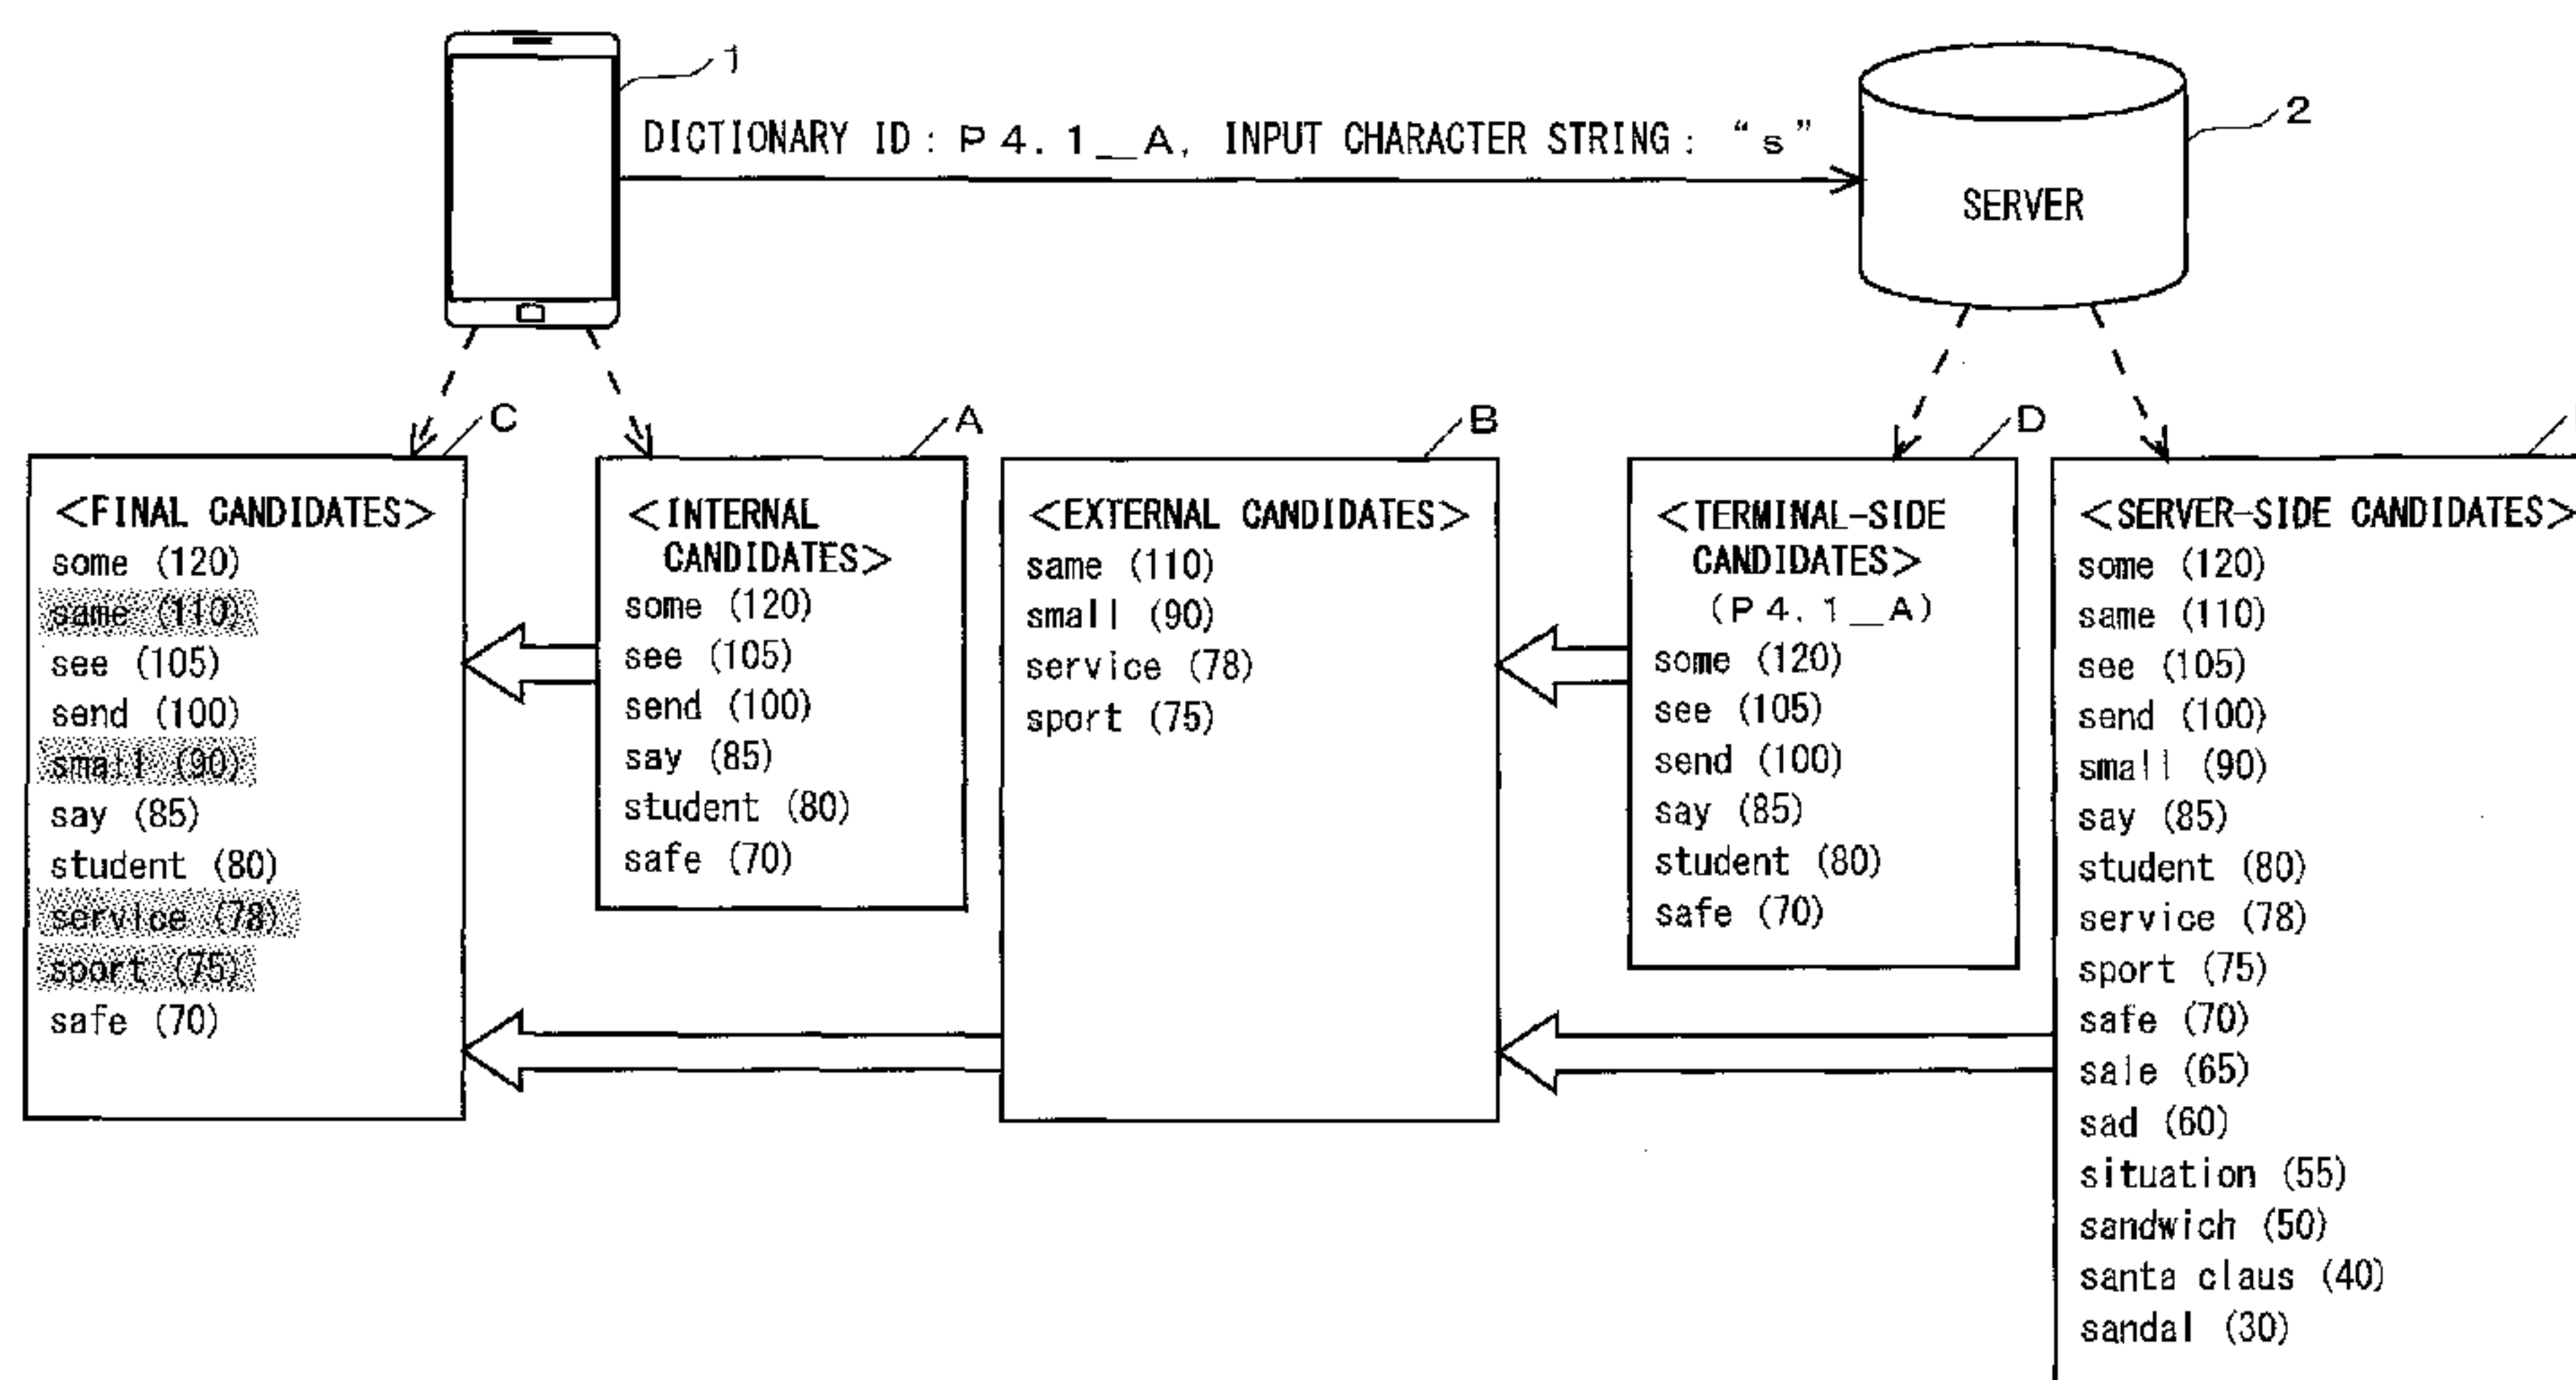 1
DICTIONARY ID : P4.1__A, INPUT CHARACTER STRING : “s”
2
SERVER
C
A
B
D
<FINAL CANDIDATES>
some (120)
same (110)
see (105)
send (100)
small (90)
say (85)
student (80)
service (78)
sport (75)
safe (70)
<INTERNAL
CANDIDATES>
some (120)
see (105)
send (100)
say (85)
student (80)
safe (70)
<EXTERNAL CANDIDATES>
same (110)
small (90)
service (78)
sport (75)
<TERMINAL-SIDE
CANDIDATES>
(P4.1__A)
some (120)
see (105)
send (100)
say (85)
student (80)
safe (70)
<SERVER-SIDE CANDIDATES>
some (120)
same (110)
see (105)
send (100)
small (90)
say (85)
student (80)
service (78)
sport (75)
safe (70)
sale (65)
sad (60)
situation (55)
sandwich (50)
santa claus (40)
sandal (30)